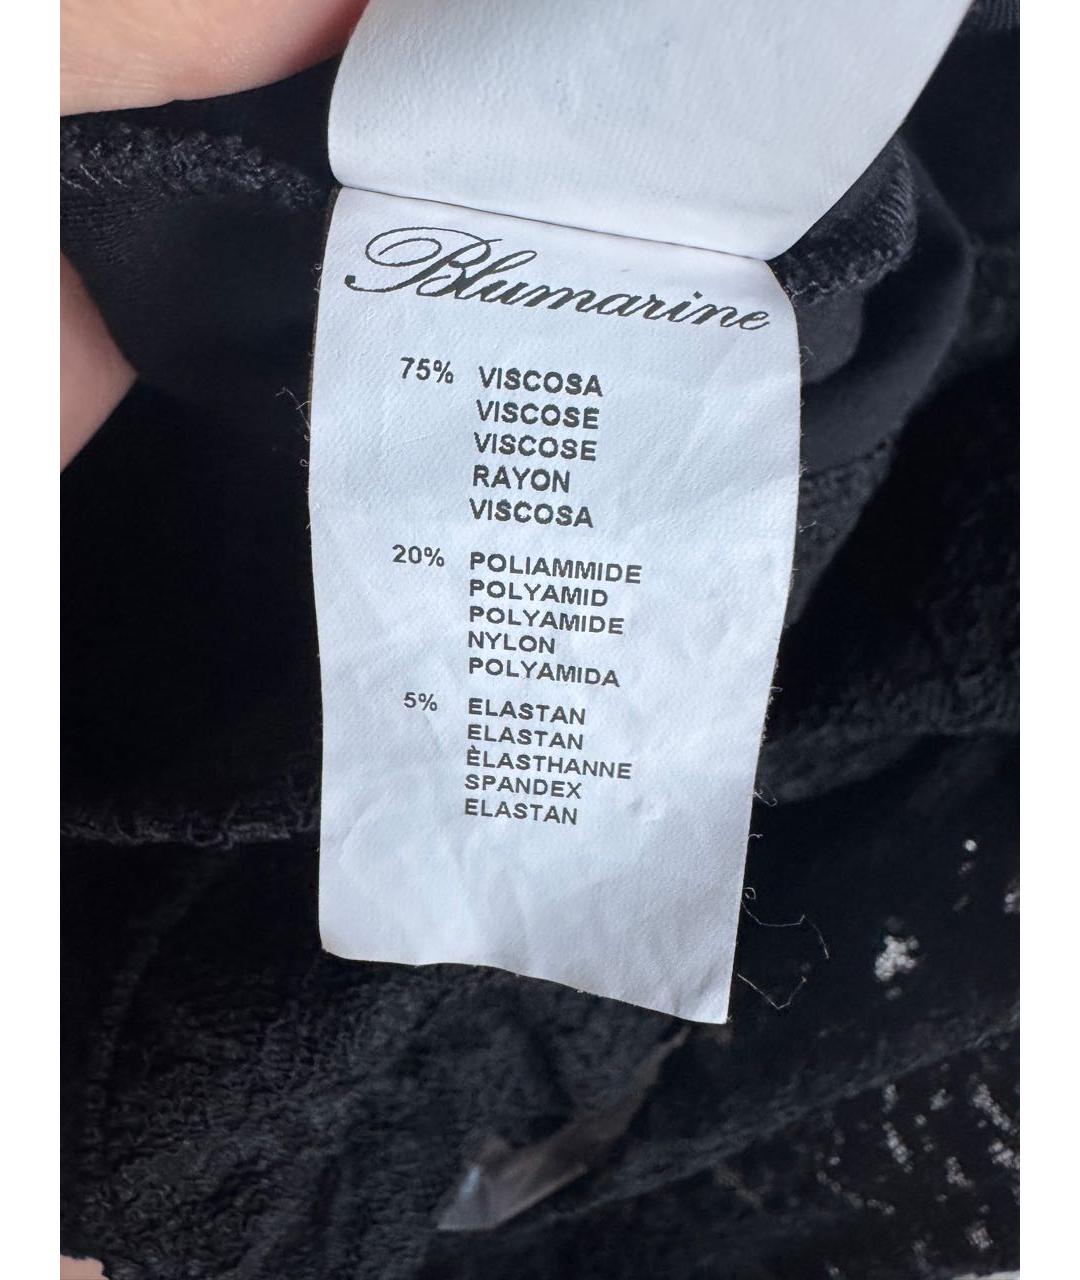 Blumarine
75% VISCOSA
VISCOSE
VISCOSE
RAYON
VISCOSA
20% POLIAMMIDE
POLYAMID
POLYAMIDE
NYLON
POLYAMIDA
5% ELASTAN
ELASTAN
ÈLASTHANNE
SPANDEX
ELASTAN